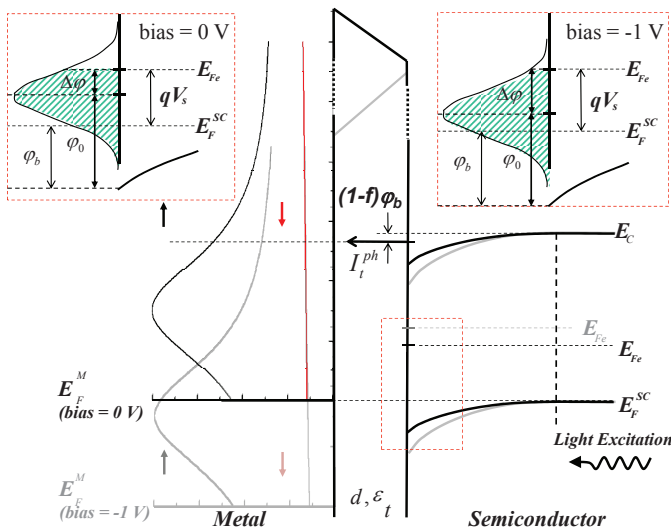 bias = 0 V
E_Fe
Δφ
qV_s
E_F^SC
φ_b
φ_0
bias = -1 V
E_Fe
Δφ
qV_s
E_F^SC
φ_b
φ_0
(1-f)φ_b
I_t^ph
E_C
E_Fe
E_Fe
E_F^M
(bias = 0 V)
E_F^SC
Light Excitation
E_F^M
(bias = -1 V)
d , ε_t
Metal
Semiconductor